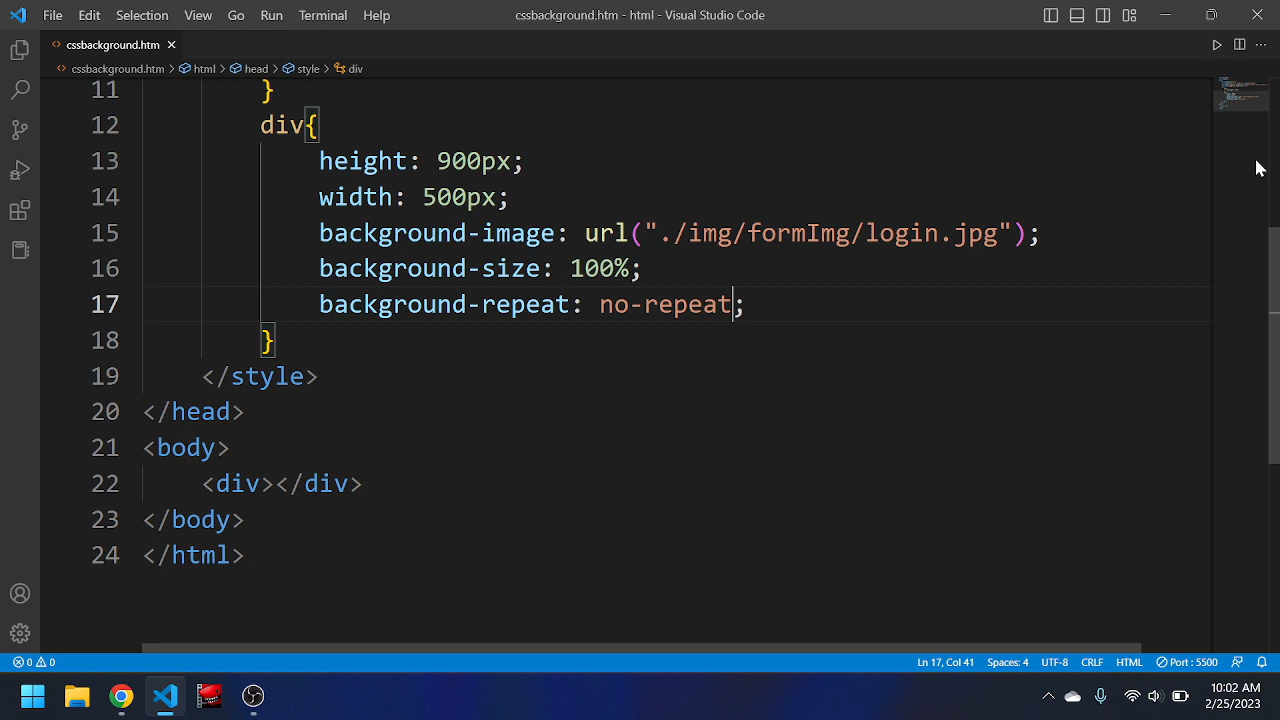 File Edit Selection View Go Run Terminal Help cssbackground.htm - html - Visual Studio Code
cssbackground.htm
cssbackground.htm > html > head > style > div
11 }
12 div{
13 height: 900px;
14 width: 500px;
15 background-image: url("./img/formImg/login.jpg");
16 background-size: 100%;
17 background-repeat: no-repeat;
18 }
19 </style>
20 </head>
21 <body>
22 <div></div>
23 </body>
24 </html>
0 0 Ln 17, Col 41 Spaces: 4 UTF-8 CRLF HTML Port : 5500
10:02 AM
2/25/2023